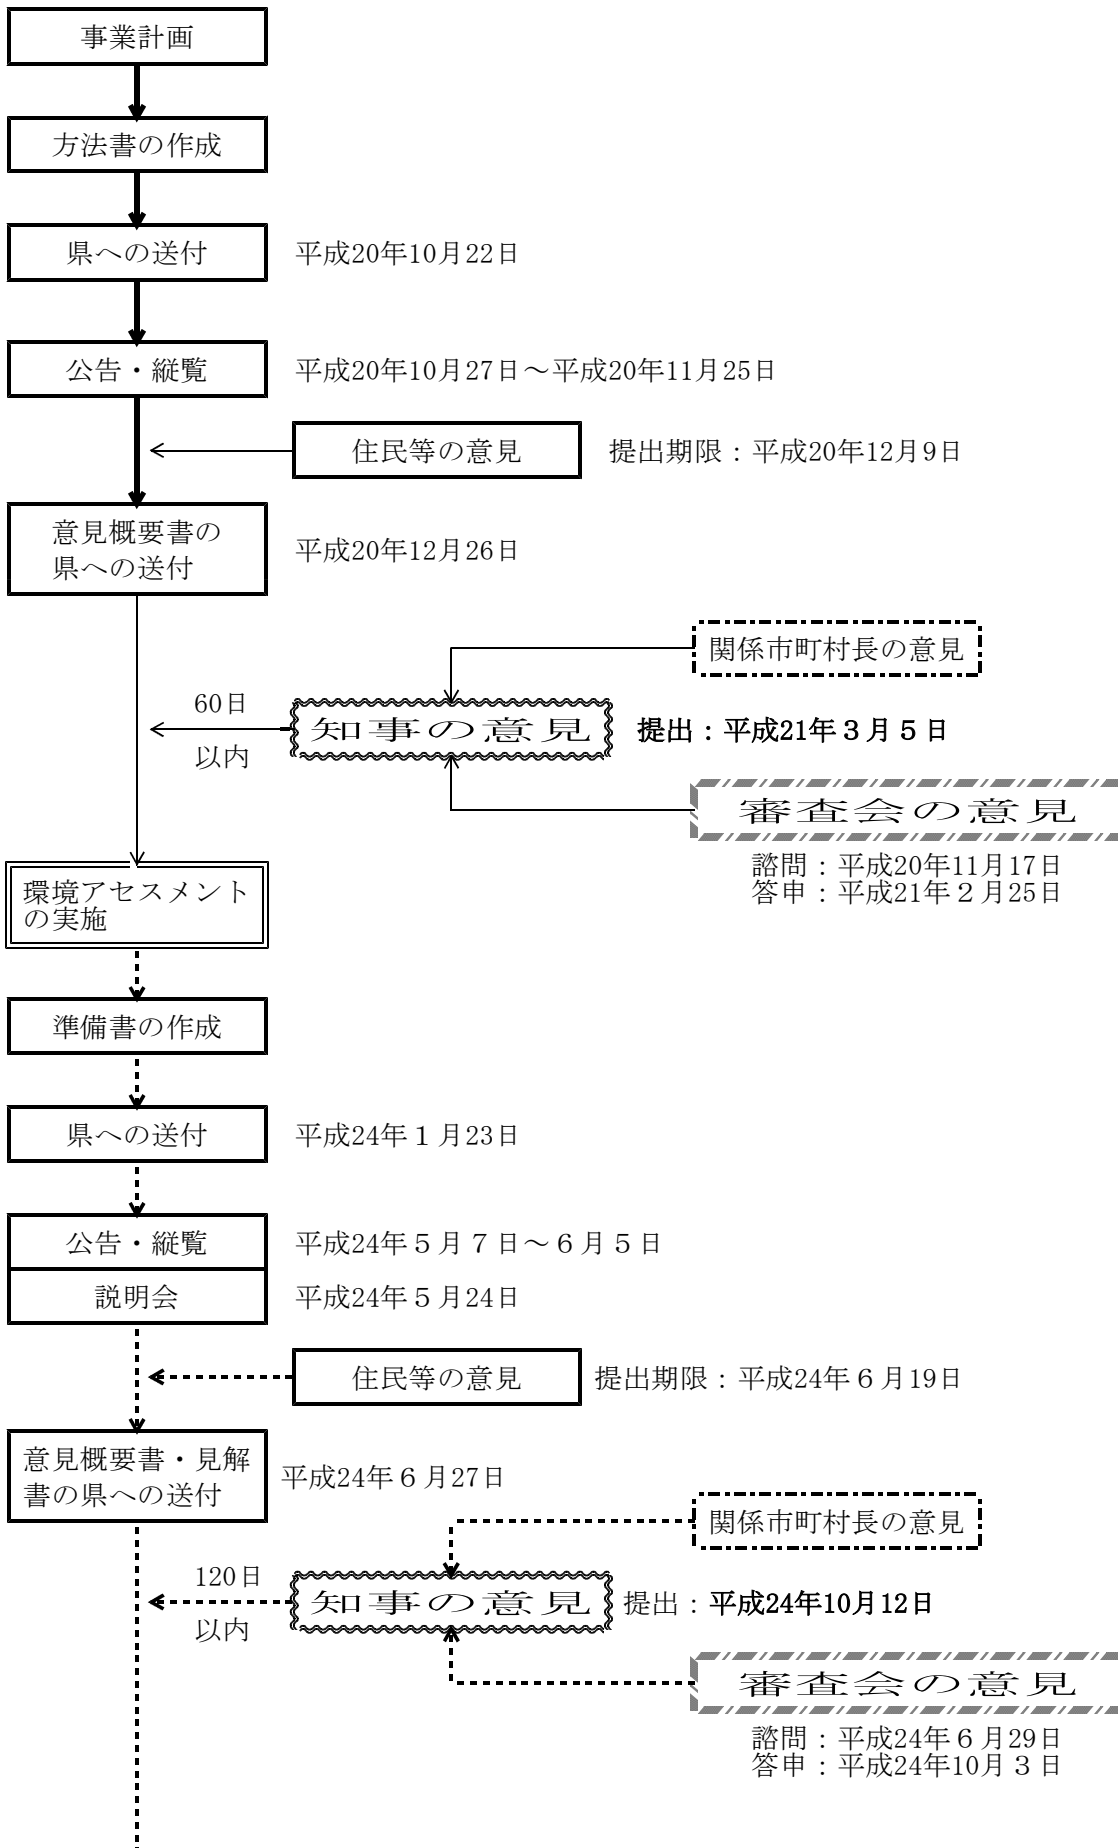 事業計画
方法書の作成
県への送付
平成20年10月22日
公告・縦覧
平成20年10月27日～平成20年11月25日
住民等の意見
提出期限：平成20年12月9日
意見概要書の
県への送付
平成20年12月26日
関係市町村長の意見
60日
以内
知事の意見
提出：平成21年３月５日
審査会の意見
諮問：平成20年11月17日
答申：平成21年２月25日
環境アセスメント
の実施
準備書の作成
県への送付
平成24年１月23日
公告・縦覧
平成24年５月７日～６月５日
説明会
平成24年５月24日
住民等の意見
提出期限：平成24年６月19日
意見概要書・見解
書の県への送付
平成24年６月27日
関係市町村長の意見
120日
以内
知事の意見
提出：平成24年10月12日
審査会の意見
諮問：平成24年６月29日
答申：平成24年10月３日